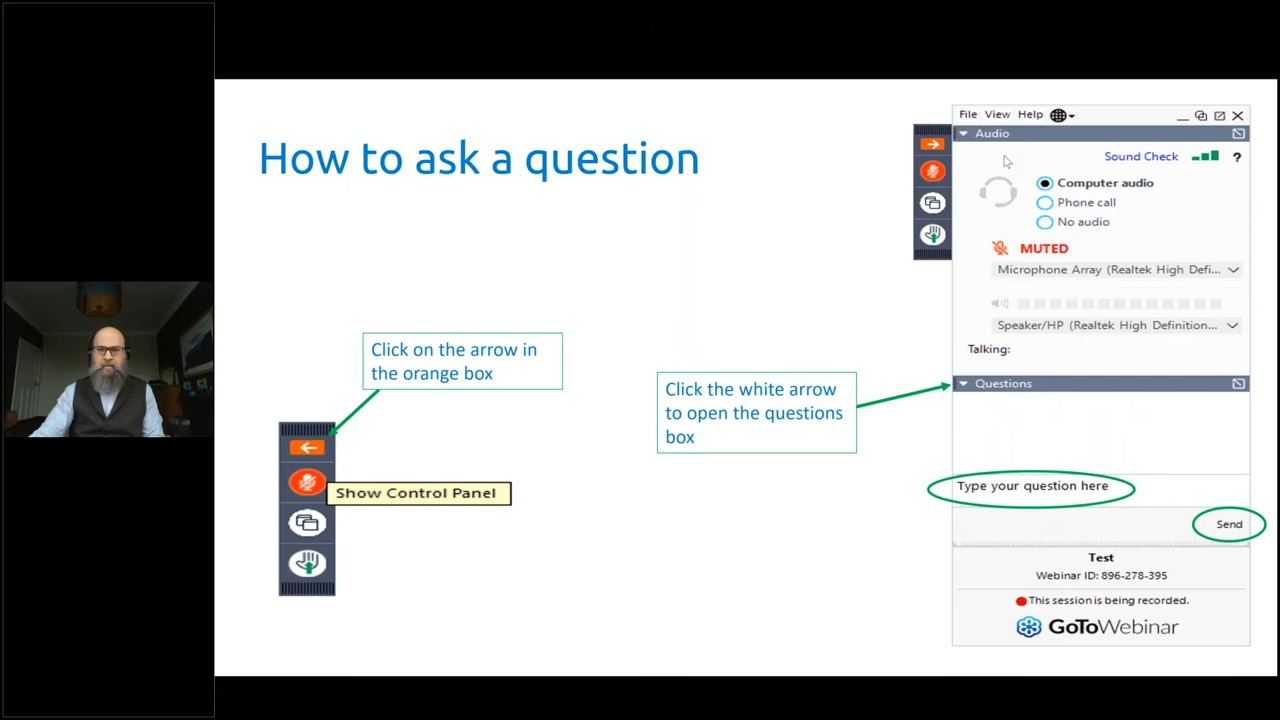 How to ask a question
Click on the arrow in
the orange box
Show Control Panel
Click the white arrow
to open the questions
box
File View Help
Audio
Sound Check
?
Computer audio
Phone call
No audio
MUTED
Microphone Array (Realtek High Defi...
Speaker/HP (Realtek High Definition...
Talking:
Questions
Type your question here
Send
Test
Webinar ID: 896-278-395
This session is being recorded.
GoToWebinar